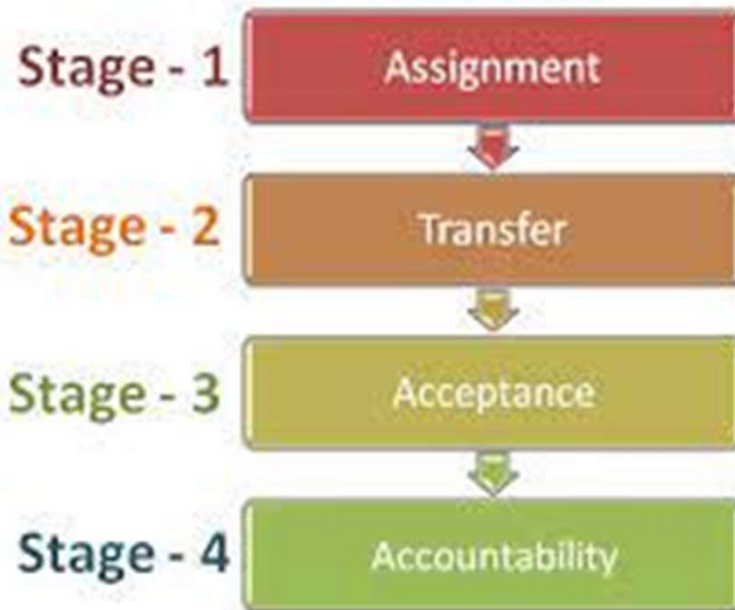 Stage - 1 Assignment
Stage - 2 Transfer
Stage - 3 Acceptance
Stage - 4 Accountability